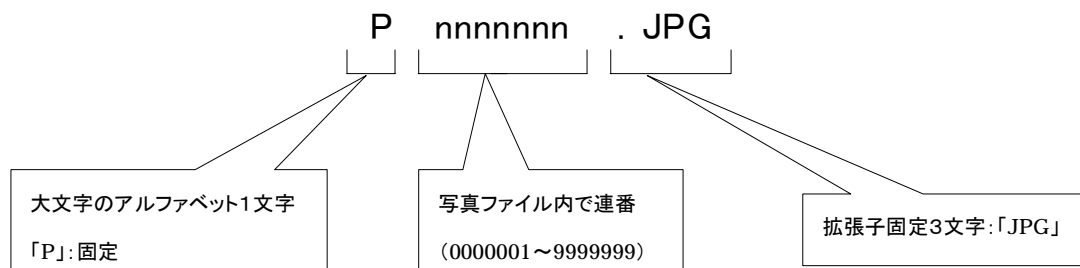 P nnnnnnn . JPG
大文字のアルファベット1文字
「P」:固定
写真ファイル内で連番
(0000001～9999999)
拡張子固定3文字:「JPG」